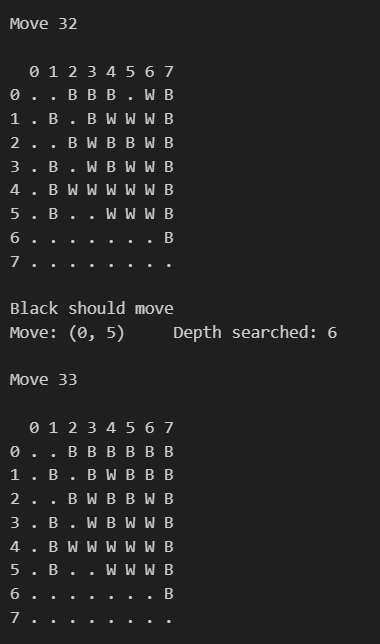 Move 32
  0 1 2 3 4 5 6 7
0 . . B B B . W B
1 . B . B W W W B
2 . . B W B B W B
3 . B . W B W W B
4 . B W W W W W B
5 . B . . W W W B
6 . . . . . . . B
7 . . . . . . . .
Black should move
Move: (0, 5)     Depth searched: 6
Move 33
  0 1 2 3 4 5 6 7
0 . . B B B B B B
1 . B . B W B B B
2 . . B W B B W B
3 . B . W B W W B
4 . B W W W W W B
5 . B . . W W W B
6 . . . . . . . B
7 . . . . . . . .